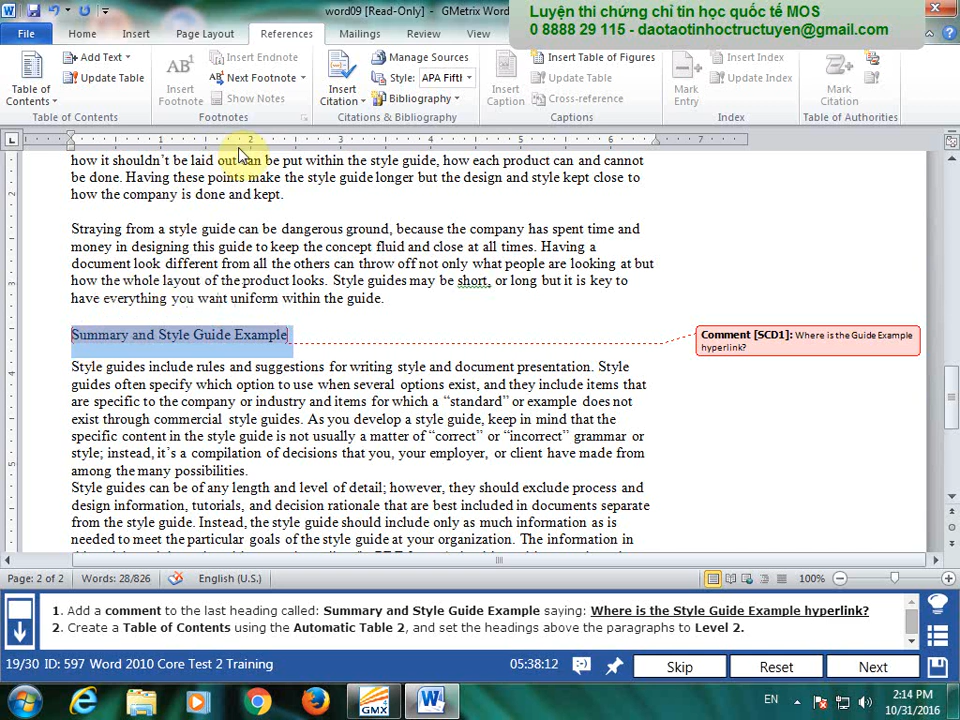 word09 [Read-Only] - GMetrix Word
Luyện thi chứng chỉ tin học quốc tế MOS
0 8888 29 115 - daotaotinhoctructuyen@gmail.com
File Home Insert Page Layout References Mailings Review View
Table of Contents
Add Text
Update Table
Table of Contents
AB
Insert Footnote
Insert Endnote
Next Footnote
Show Notes
Footnotes
Insert Citation
Manage Sources
Style: APA Fifth
Bibliography
Citations & Bibliography
Insert Caption
Insert Table of Figures
Update Table
Cross-reference
Captions
Mark Entry
Insert Index
Update Index
Index
Mark Citation
Table of Authorities
1 2 3 4 5 6 7
how it shouldn't be laid out can be put within the style guide, how each product can and cannot
be done. Having these points make the style guide longer but the design and style kept close to
how the company is done and kept.
Straying from a style guide can be dangerous ground, because the company has spent time and
money in designing this guide to keep the concept fluid and close at all times. Having a
document look different from all the others can throw off not only what people are looking at but
how the whole layout of the product looks. Style guides may be short, or long but it is key to
have everything you want uniform within the guide.
Summary and Style Guide Example
Comment [SCD1]: Where is the Guide Example
hyperlink?
Style guides include rules and suggestions for writing style and document presentation. Style
guides often specify which option to use when several options exist, and they include items that
are specific to the company or industry and items for which a “standard” or example does not
exist through commercial style guides. As you develop a style guide, keep in mind that the
specific content in the style guide is not usually a matter of “correct” or “incorrect” grammar or
style; instead, it’s a compilation of decisions that you, your employer, or client have made from
among the many possibilities.
Style guides can be of any length and level of detail; however, they should exclude process and
design information, tutorials, and decision rationale that are best included in documents separate
from the style guide. Instead, the style guide should include only as much information as is
needed to meet the particular goals of the style guide at your organization. The information in
Page: 2 of 2 Words: 28/826 English (U.S.) 100%
1. Add a comment to the last heading called: Summary and Style Guide Example saying: Where is the Style Guide Example hyperlink?
2. Create a Table of Contents using the Automatic Table 2, and set the headings above the paragraphs to Level 2.
19/30 ID: 597 Word 2010 Core Test 2 Training 05:38:12 Skip Reset Next
GMX
EN
2:14 PM
10/31/2016